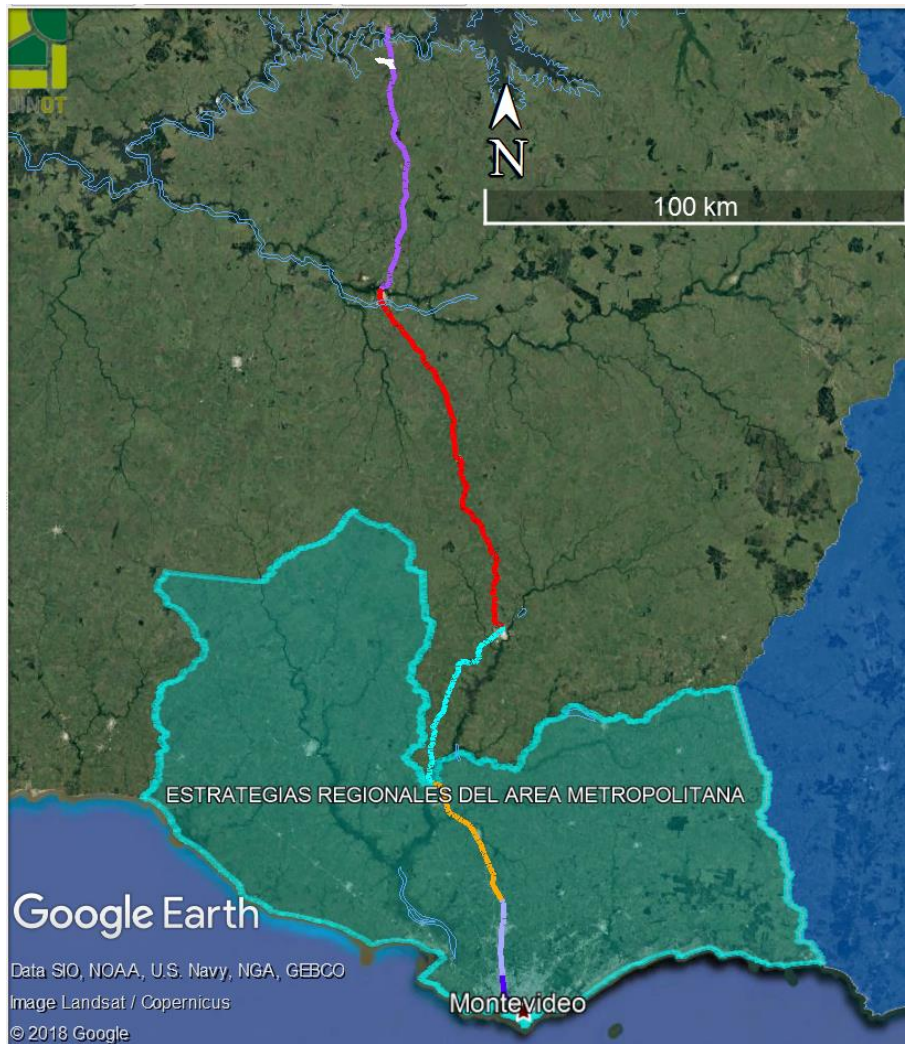 DINOT
N
100 km
ESTRATEGIAS REGIONALES DEL AREA METROPOLITANA
Google Earth
Data SIO, NOAA, U.S. Navy, NGA, GEBCO
Image Landsat / Copernicus
© 2018 Google
Montevideo